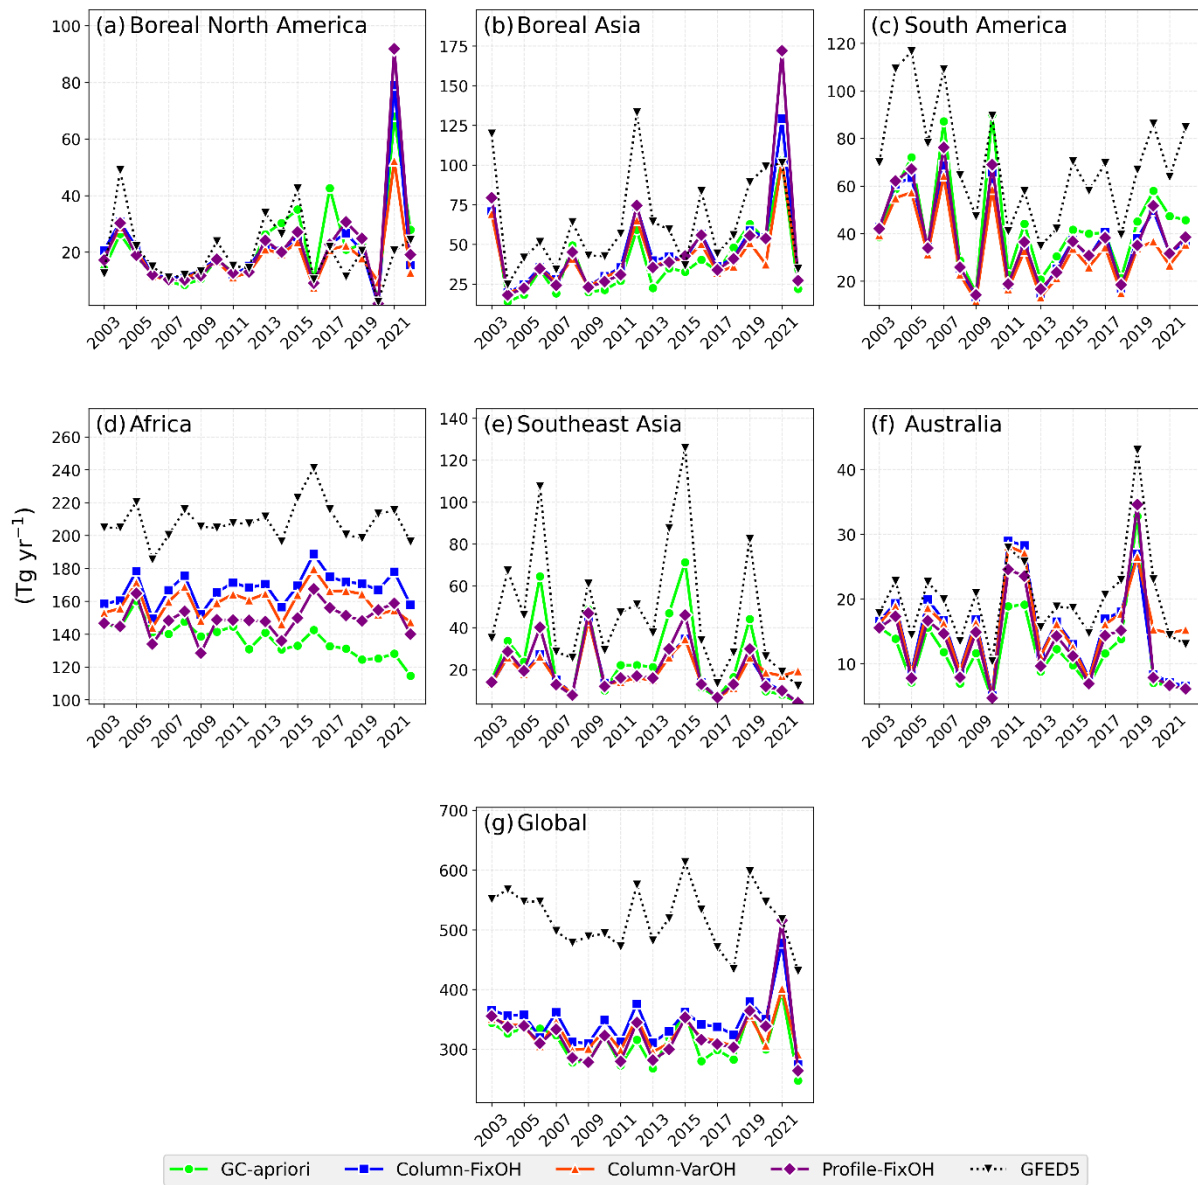 (a) Boreal North America
100
80
60
40
20
2003 2005 2007 2009 2011 2013 2015 2017 2019 2021
(b) Boreal Asia
175
150
125
100
75
50
25
2003 2005 2007 2009 2011 2013 2015 2017 2019 2021
(c) South America
120
100
80
60
40
20
2003 2005 2007 2009 2011 2013 2015 2017 2019 2021
(Tg yr⁻¹)
(d) Africa
260
240
220
200
180
160
140
120
100
2003 2005 2007 2009 2011 2013 2015 2017 2019 2021
(e) Southeast Asia
140
120
100
80
60
40
20
2003 2005 2007 2009 2011 2013 2015 2017 2019 2021
(f) Australia
40
30
20
10
2003 2005 2007 2009 2011 2013 2015 2017 2019 2021
(g) Global
700
600
500
400
300
2003 2005 2007 2009 2011 2013 2015 2017 2019 2021
GC-apriori Column-FixOH Column-VarOH Profile-FixOH GFED5